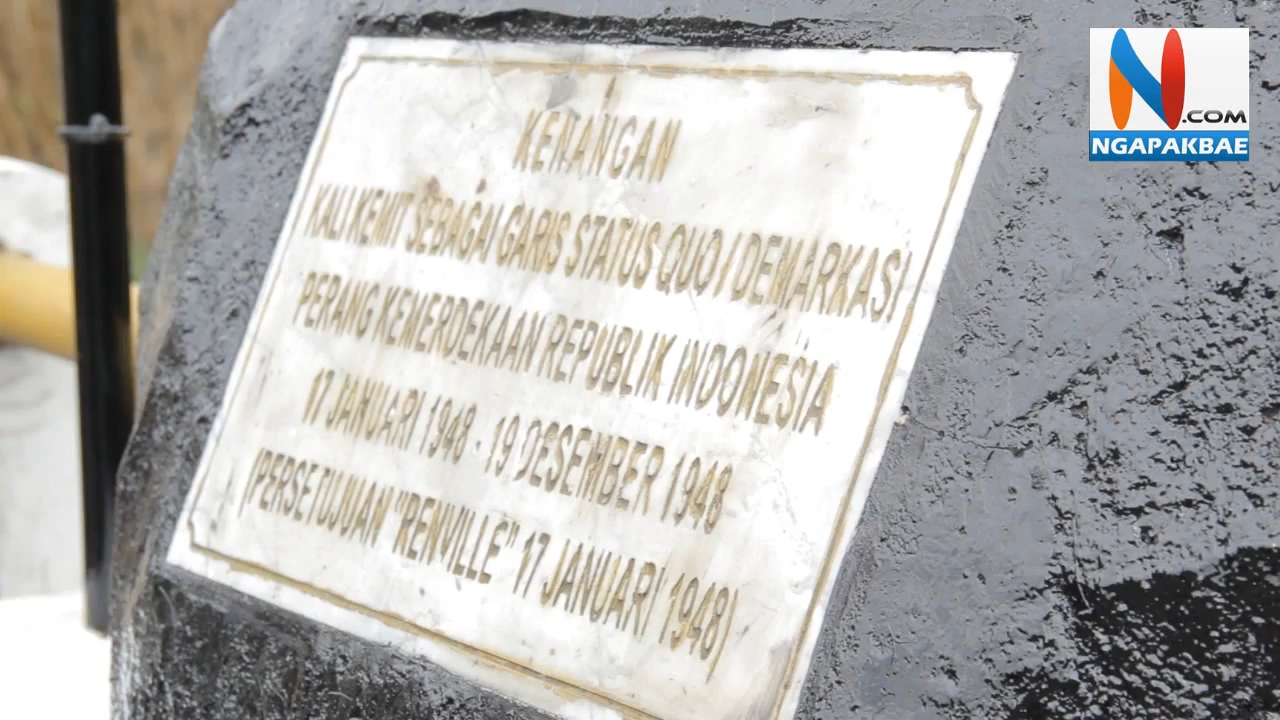 KENANGAN
KALI KEMIT SEBAGAI GARIS STATUS QUO / DEMARKASI
PERANG KEMERDEKAAN REPUBLIK INDONESIA
17 JANUARI 1948 - 19 DESEMBER 1948
(PERSETUJUAN "RENVILLE" 17 JANUARI 1948)
N.COM
NGAPAKBAE